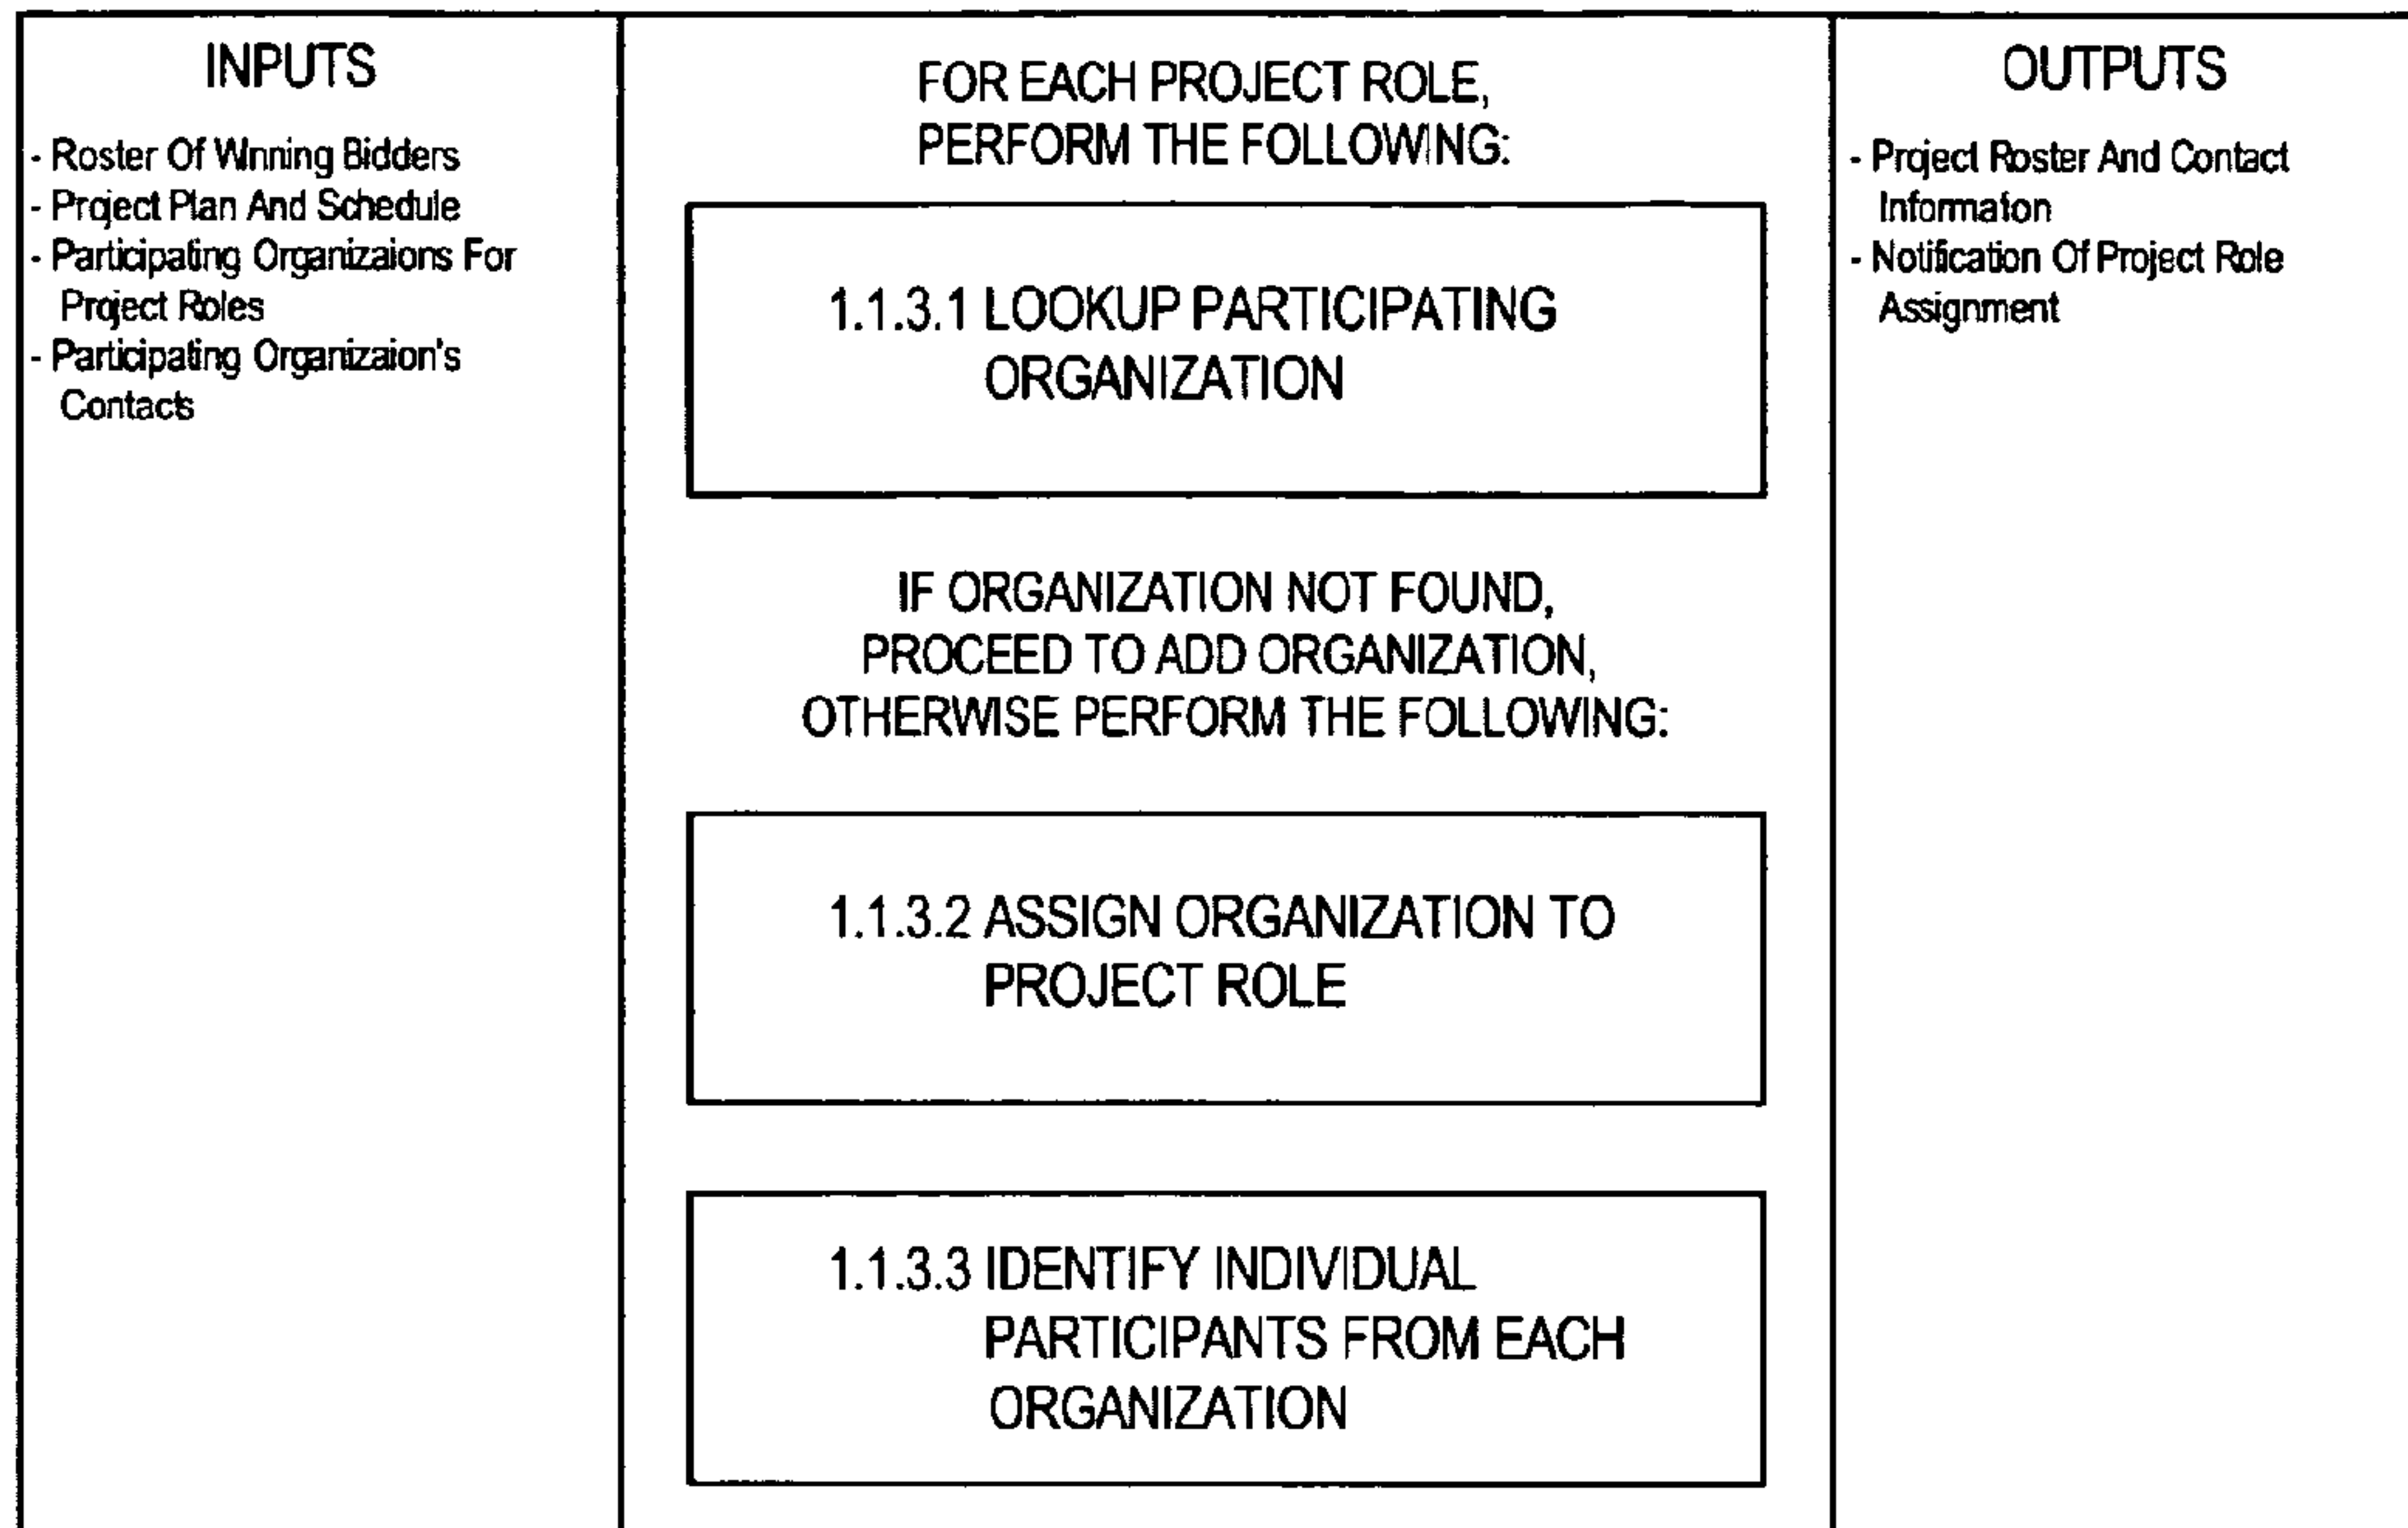 INPUTS
- Roster Of Winning Bidders
- Project Plan And Schedule
- Participating Organizaions For
Project Roles
- Participating Organizaion's
Contacts
FOR EACH PROJECT ROLE,
PERFORM THE FOLLOWING:
1.1.3.1 LOOKUP PARTICIPATING
ORGANIZATION
IF ORGANIZATION NOT FOUND,
PROCEED TO ADD ORGANIZATION,
OTHERWISE PERFORM THE FOLLOWING:
1.1.3.2 ASSIGN ORGANIZATION TO
PROJECT ROLE
1.1.3.3 IDENTIFY INDIVIDUAL
PARTICIPANTS FROM EACH
ORGANIZATION
OUTPUTS
- Project Roster And Contact
Informaton
- Notification Of Project Role
Assignment